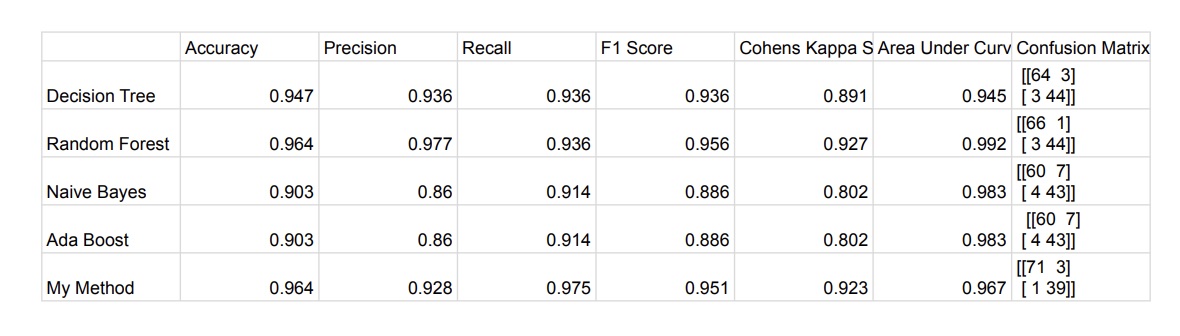 Accuracy Precision Recall F1 Score Cohens Kappa S Area Under Curv Confusion Matrix
Decision Tree 0.947 0.936 0.936 0.936 0.891 0.945 [[64 3]
[ 3 44]]
Random Forest 0.964 0.977 0.936 0.956 0.927 0.992 [[66 1]
[ 3 44]]
Naive Bayes 0.903 0.86 0.914 0.886 0.802 0.983 [[60 7]
[ 4 43]]
Ada Boost 0.903 0.86 0.914 0.886 0.802 0.983 [[60 7]
[ 4 43]]
My Method 0.964 0.928 0.975 0.951 0.923 0.967 [[71 3]
[ 1 39]]